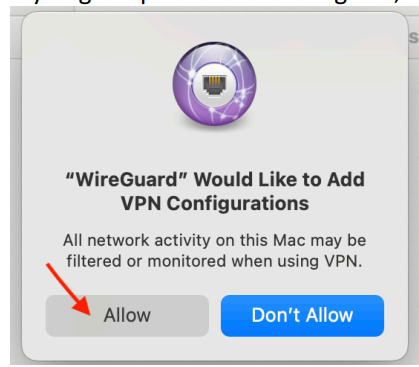 “WireGuard” Would Like to Add
VPN Configurations
All network activity on this Mac may be
filtered or monitored when using VPN.
Allow
Don’t Allow